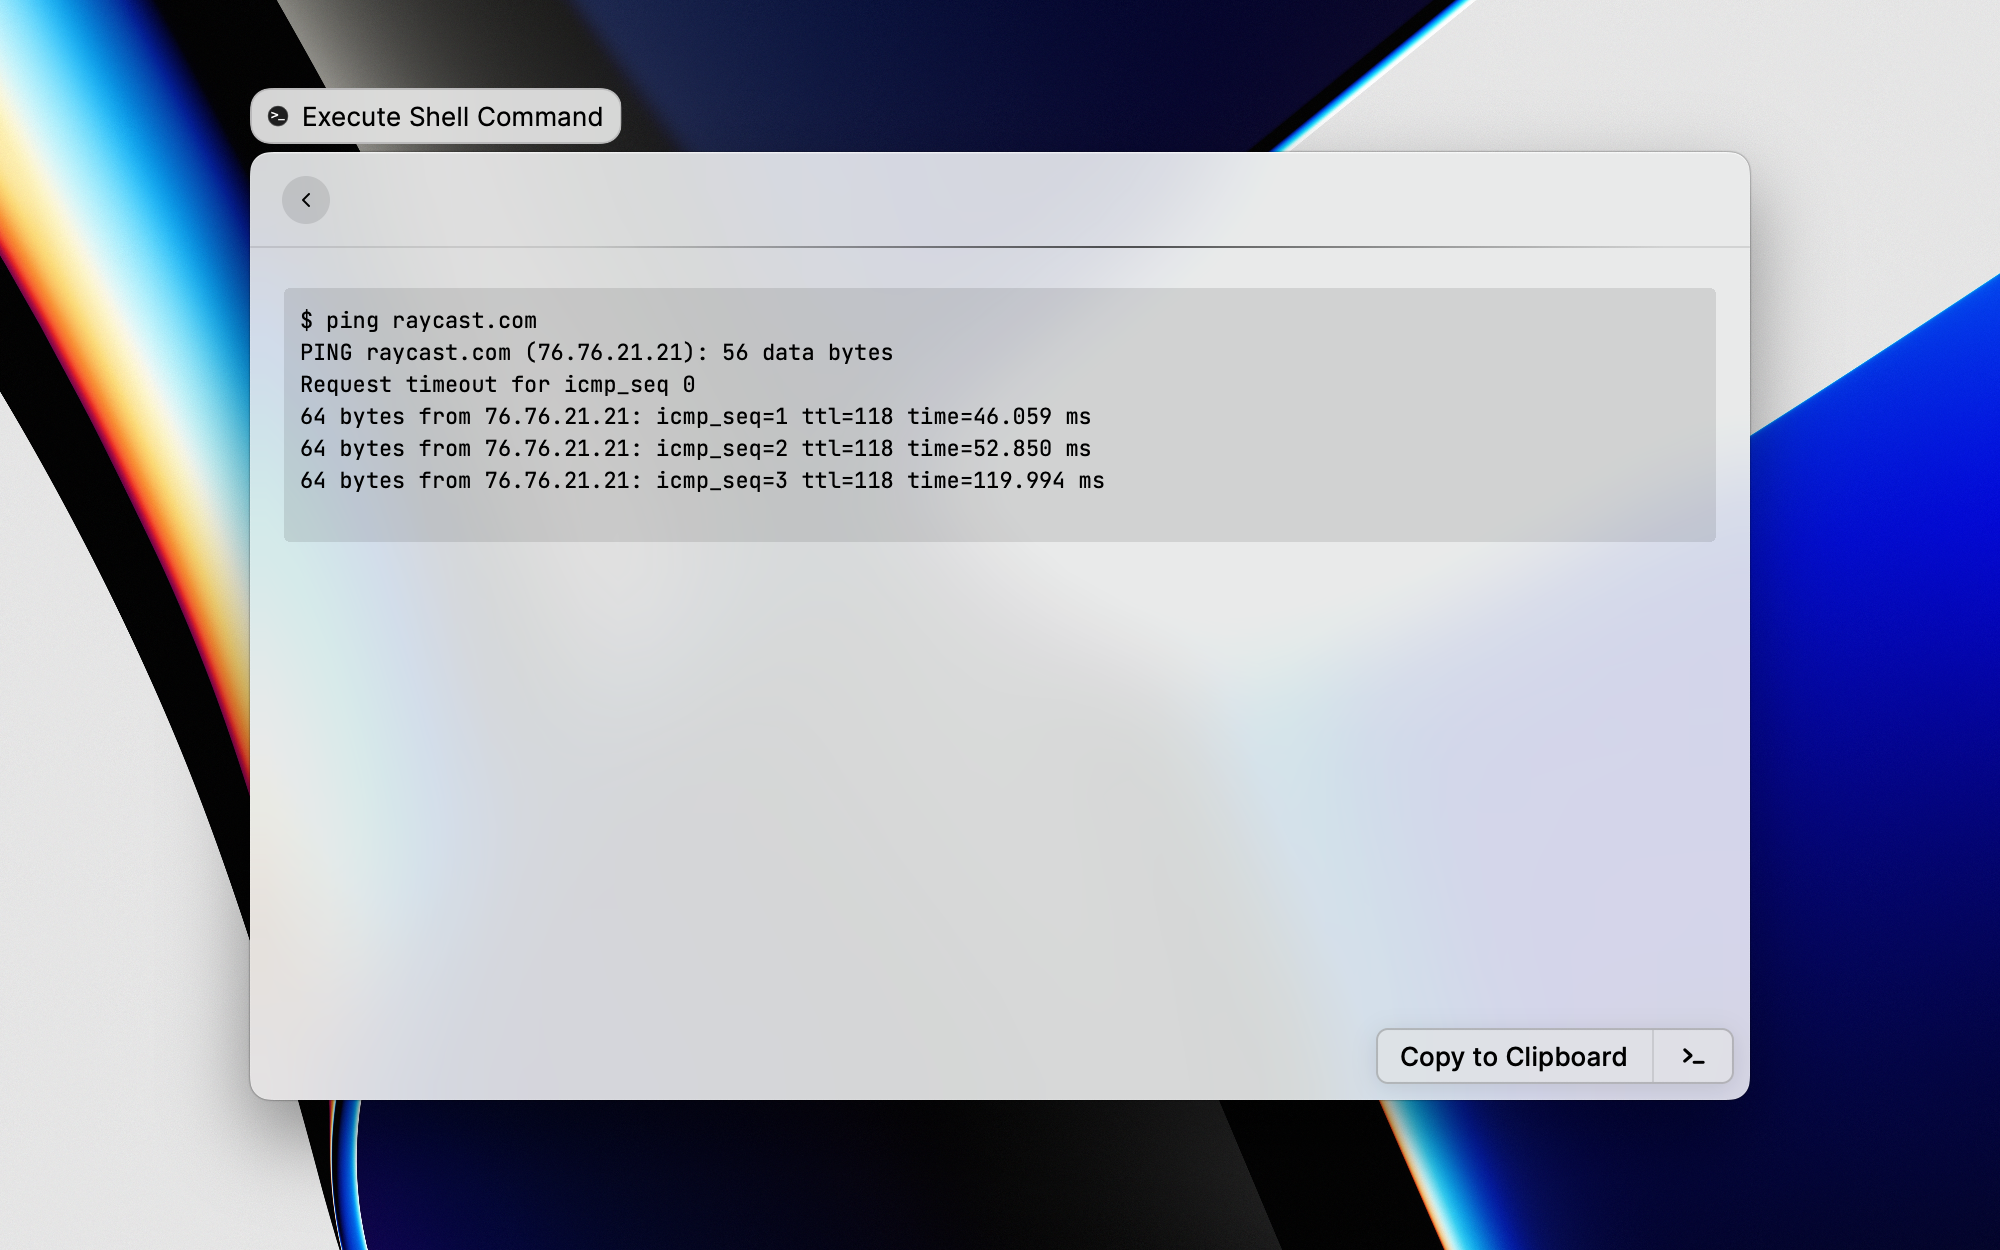 Execute Shell Command
$ ping raycast.com
PING raycast.com (76.76.21.21): 56 data bytes
Request timeout for icmp_seq 0
64 bytes from 76.76.21.21: icmp_seq=1 ttl=118 time=46.059 ms
64 bytes from 76.76.21.21: icmp_seq=2 ttl=118 time=52.850 ms
64 bytes from 76.76.21.21: icmp_seq=3 ttl=118 time=119.994 ms
Copy to Clipboard